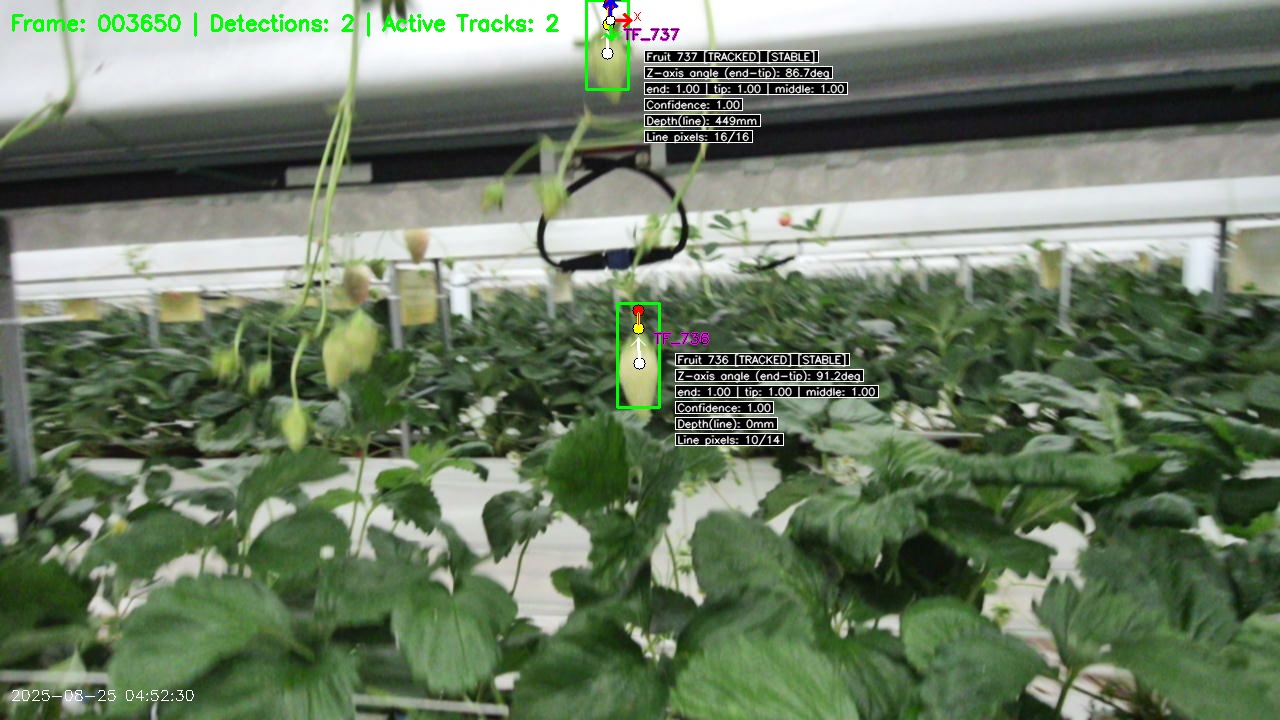 Frame: 003650 | Detections: 2 | Active Tracks: 2
X
TF_737
Fruit 737 [TRACKED] [STABLE]
Z-axis angle (end-tip): 86.7deg
end: 1.00 | tip: 1.00 | middle: 1.00
Confidence: 1.00
Depth(line): 449mm
Line pixels: 16/16
TF_736
Fruit 736 [TRACKED] [STABLE]
Z-axis angle (end-tip): 91.2deg
end: 1.00 | tip: 1.00 | middle: 1.00
Confidence: 1.00
Depth(line): 0mm
Line pixels: 10/14
2025-08-25 04:52:30